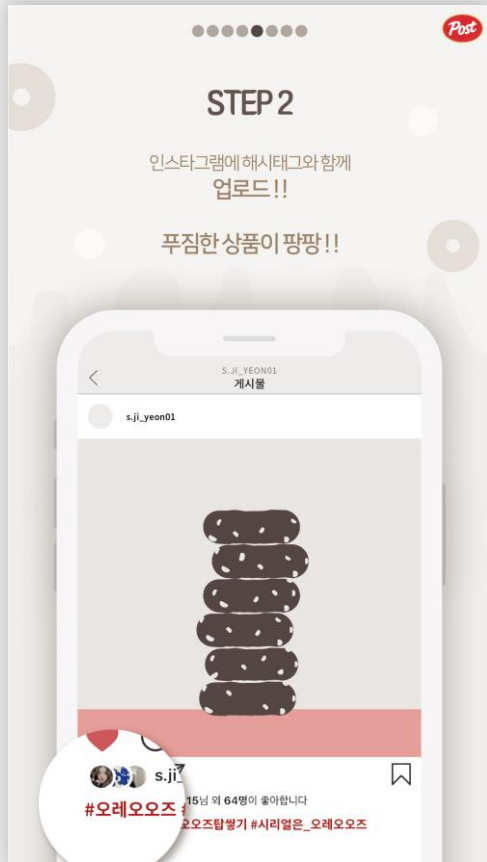 Post
STEP 2
인스타그램에 해시태그와 함께
업로드 !!
푸짐한 상품이 팡팡 !!
S.JI_YEON01
게시물
s.ji_yeon01
s.ji_
15님 외 64명이 좋아합니다
#오레오오즈 #
오오즈탑쌓기 #시리얼은_오레오오즈